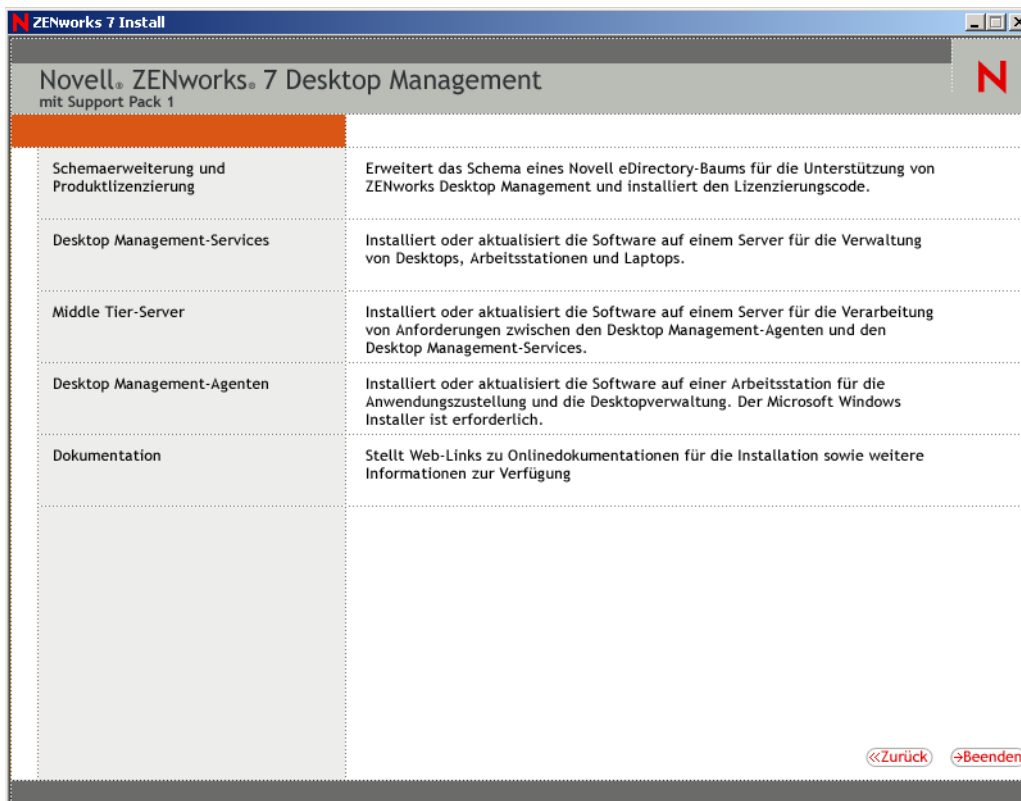 ZENworks 7 Install
Novell® ZENworks® 7 Desktop Management
mit Support Pack 1
N
Schemaerweiterung und
Produktlizenzierung
Erweitert das Schema eines Novell eDirectory-Baums für die Unterstützung von
ZENworks Desktop Management und installiert den Lizenzierungscode.
Desktop Management-Services
Installiert oder aktualisiert die Software auf einem Server für die Verwaltung
von Desktops, Arbeitsstationen und Laptops.
Middle Tier-Server
Installiert oder aktualisiert die Software auf einem Server für die Verarbeitung
von Anforderungen zwischen den Desktop Management-Agenten und den
Desktop Management-Services.
Desktop Management-Agenten
Installiert oder aktualisiert die Software auf einer Arbeitsstation für die
Anwendungszustellung und die Desktopverwaltung. Der Microsoft Windows
Installer ist erforderlich.
Dokumentation
Stellt Web-Links zu Onlinedokumentationen für die Installation sowie weitere
Informationen zur Verfügung
Zurück
Beenden